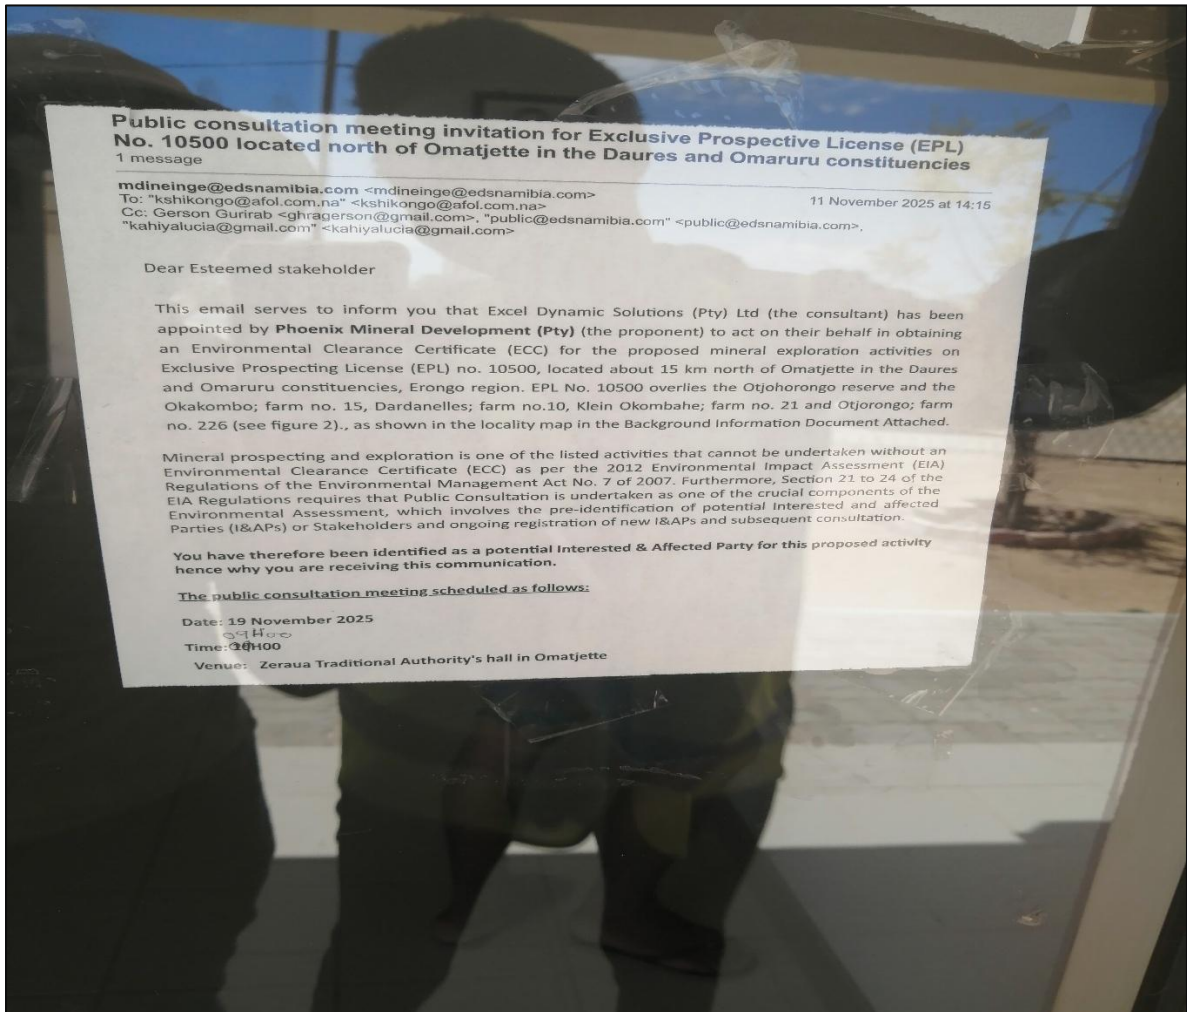 Public consultation meeting invitation for Exclusive Prospective License (EPL)
No. 10500 located north of Omatjette in the Daures and Omaruru constituencies
1 message
mdineinge@edsnamibia.com <mdineinge@edsnamibia.com>
11 November 2025 at 14:15
To: "kshikongo@afol.com.na" <kshikongo@afol.com.na>
Cc: Gerson Gurirab <ghragerson@gmail.com>, "public@edsnamibia.com" <public@edsnamibia.com>,
"kahiyalucia@gmail.com" <kahiyalucia@gmail.com>
Dear Esteemed stakeholder
This email serves to inform you that Excel Dynamic Solutions (Pty) Ltd (the consultant) has been
appointed by Phoenix Mineral Development (Pty) (the proponent) to act on their behalf in obtaining
an Environmental Clearance Certificate (ECC) for the proposed mineral exploration activities on
Exclusive Prospecting License (EPL) no. 10500, located about 15 km north of Omatjette in the Daures
and Omaruru constituencies, Erongo region. EPL No. 10500 overlies the Otjohorongo reserve and the
Okakombo; farm no. 15, Dardanelles; farm no.10, Klein Okombahe; farm no. 21 and Otjorongo; farm
no. 226 (see figure 2)., as shown in the locality map in the Background Information Document Attached.
Mineral prospecting and exploration is one of the listed activities that cannot be undertaken without an
Environmental Clearance Certificate (ECC) as per the 2012 Environmental Impact Assessment (EIA)
Regulations of the Environmental Management Act No. 7 of 2007. Furthermore, Section 21 to 24 of the
EIA Regulations requires that Public Consultation is undertaken as one of the crucial components of the
Environmental Assessment, which involves the pre-identification of potential Interested and affected
Parties (I&APs) or Stakeholders and ongoing registration of new I&APs and subsequent consultation.
You have therefore been identified as a potential Interested & Affected Party for this proposed activity
hence why you are receiving this communication.
The public consultation meeting scheduled as follows:
Date: 19 November 2025
09H00
Time: H00
Venue: Zeraua Traditional Authority's hall in Omatjette